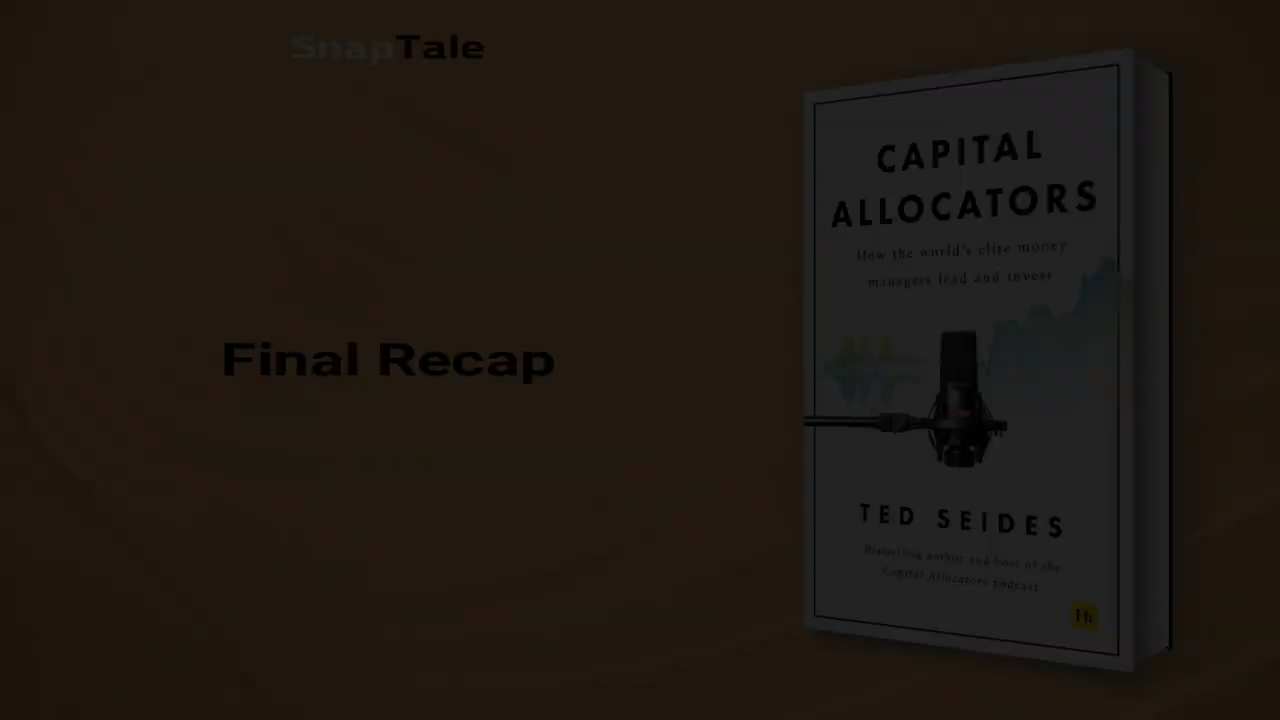 SnapTale
Final Recap
CAPITAL
ALLOCATORS
How the world's elite money
managers lead and invest
TED SEIDES
Bestselling author and host of the
Capital Allocators podcast